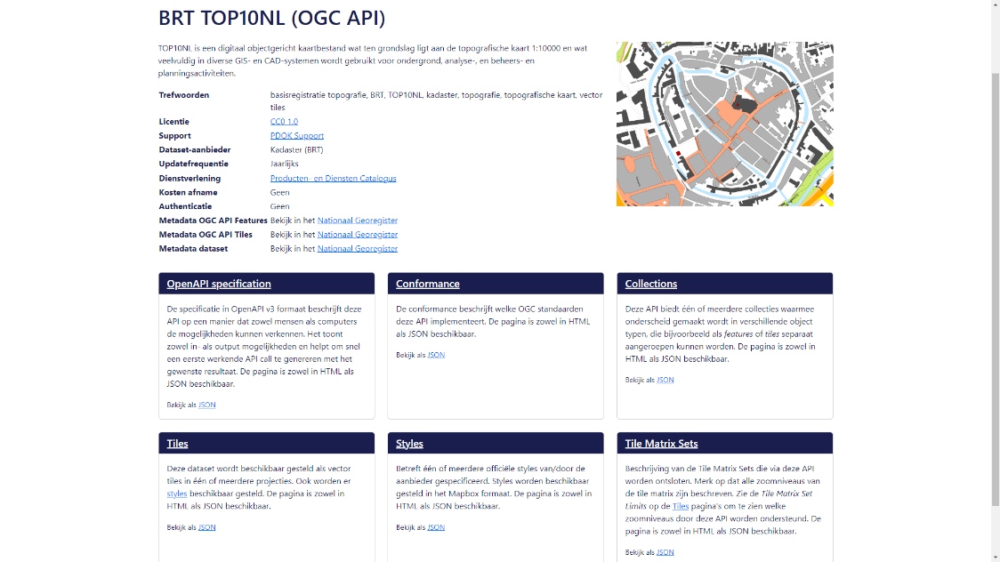 BRT TOP10NL (OGC API)
TOP10NL is een digitaal objectgericht kaartbestand wat ten grondslag ligt aan de topografische kaart 1:10000 en wat
veelvuldig in diverse GIS- en CAD-systemen wordt gebruikt voor ondergrond, analyse-, en beheers- en
planningsactiviteiten.
Trefwoorden basisregistratie topografie, BRT, TOP10NL, kadaster, topografie, topografische kaart, vector
tiles
Licentie CC0 1.0
Support PDOK Support
Dataset-aanbieder Kadaster (BRT)
Updatefrequentie Jaarlijks
Dienstverlening Producten- en Diensten Catalogus
Kosten afname Geen
Authenticatie Geen
Metadata OGC API Features Bekijk in het Nationaal Georegister
Metadata OGC API Tiles Bekijk in het Nationaal Georegister
Metadata dataset Bekijk in het Nationaal Georegister
OpenAPI specification
De specificatie in OpenAPI v3 formaat beschrijft deze
API op een manier dat zowel mensen als computers
de mogelijkheden kunnen verkennen. Het toont
zowel in- als output mogelijkheden en helpt om snel
een eerste werkende API call te genereren met het
gewenste resultaat. De pagina is zowel in HTML als
JSON beschikbaar.
Bekijk als JSON
Conformance
De conformance beschrijft welke OGC standaarden
deze API implementeert. De pagina is zowel in HTML
als JSON beschikbaar.
Bekijk als JSON
Collections
Deze API biedt één of meerdere collecties waarmee
onderscheid gemaakt wordt in verschillende object
typen, die bijvoorbeeld als features of tiles separaat
aangeroepen kunnen worden. De pagina is zowel in
HTML als JSON beschikbaar.
Bekijk als JSON
Tiles
Deze dataset wordt beschikbaar gesteld als vector
tiles in één of meerdere projecties. Ook worden er
styles beschikbaar gesteld. De pagina is zowel in
HTML als JSON beschikbaar.
Bekijk als JSON
Styles
Betreft één of meerdere officiële styles van/door de
aanbieder gespecificeerd. Styles worden beschikbaar
gesteld in het Mapbox formaat. De pagina is zowel in
HTML als JSON beschikbaar.
Bekijk als JSON
Tile Matrix Sets
Beschrijving van de Tile Matrix Sets die via deze API
worden ontsloten. Merk op dat alle zoomniveaus van
de tile matrix zijn beschreven. Zie de Tile Matrix Set
Limits op de Tiles pagina's om te zien welke
zoomniveaus door deze API worden ondersteund. De
pagina is zowel in HTML als JSON beschikbaar.
Bekijk als JSON